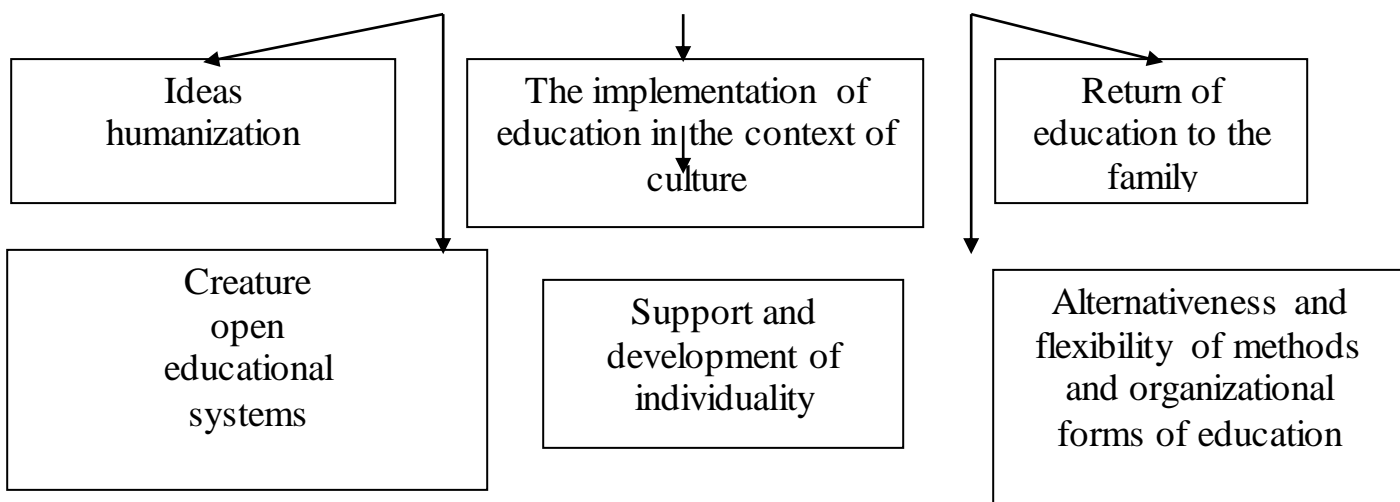 Ideas
humanization
The implementation of
education in the context of
culture
Return of
education to the
family
Creature
open
educational
systems
Support and
development of
individuality
Alternativeness and
flexibility of methods
and organizational
forms of education